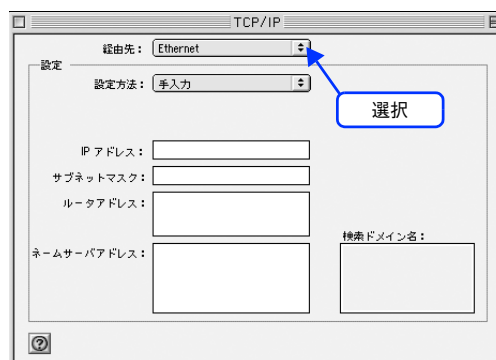 TCP/IP
経由先： Ethernet
設定
設定方法： 手入力
選択
IP アドレス：
サブネットマスク：
ルータアドレス：
検索ドメイン名：
ネームサーバアドレス：
?